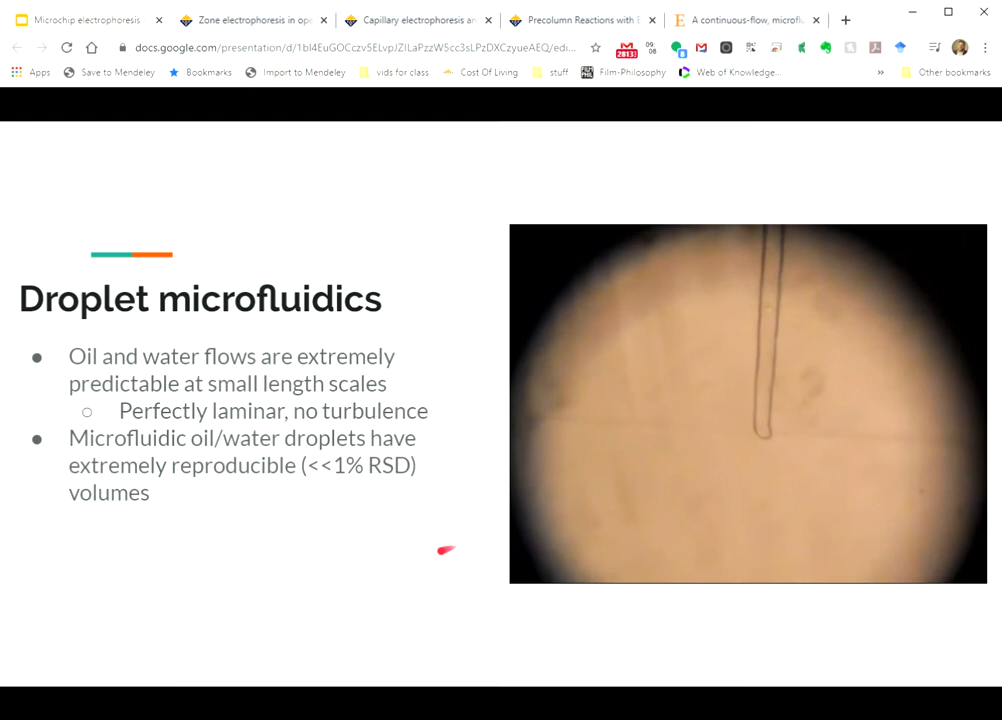 Microchip electrophoresis
Zone electrophoresis in ope
Capillary electrophoresis an
Precolumn Reactions with E
A continuous-flow, microflu
docs.google.com/presentation/d/1bl4EuGOCczv5ELvpJZILaPzzW5cc3sLPzDXCzyueAEQ/edi...
Apps
Save to Mendeley
Bookmarks
Import to Mendeley
vids for class
Cost Of Living
stuff
Film-Philosophy
Web of Knowledge...
Other bookmarks
Droplet microfluidics
Oil and water flows are extremely
predictable at small length scales
Perfectly laminar, no turbulence
Microfluidic oil/water droplets have
extremely reproducible (<<1% RSD)
volumes